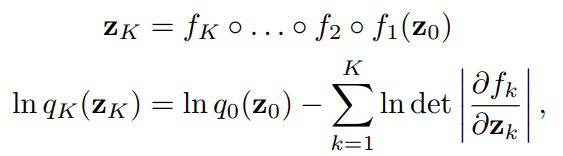 z_K = f_K ∘ … ∘ f_2 ∘ f_1(z_0)
ln q_K(z_K) = ln q_0(z_0) − ∑_{k=1}^{K} ln det |∂f_k/∂z_k|,